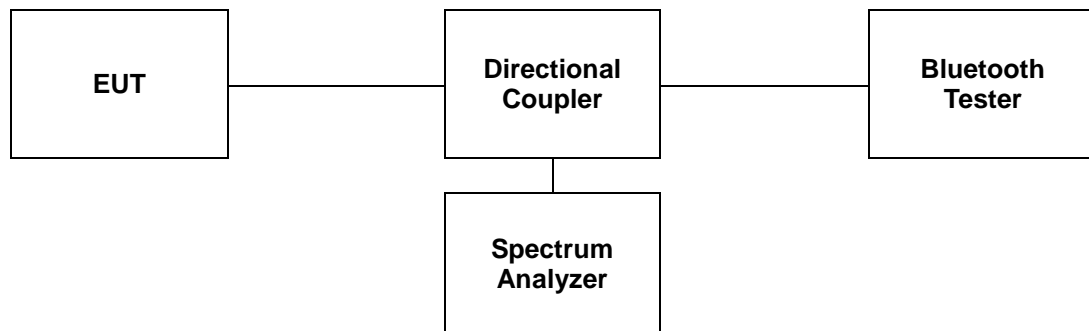 EUT
Directional
Coupler
Bluetooth
Tester
Spectrum
Analyzer